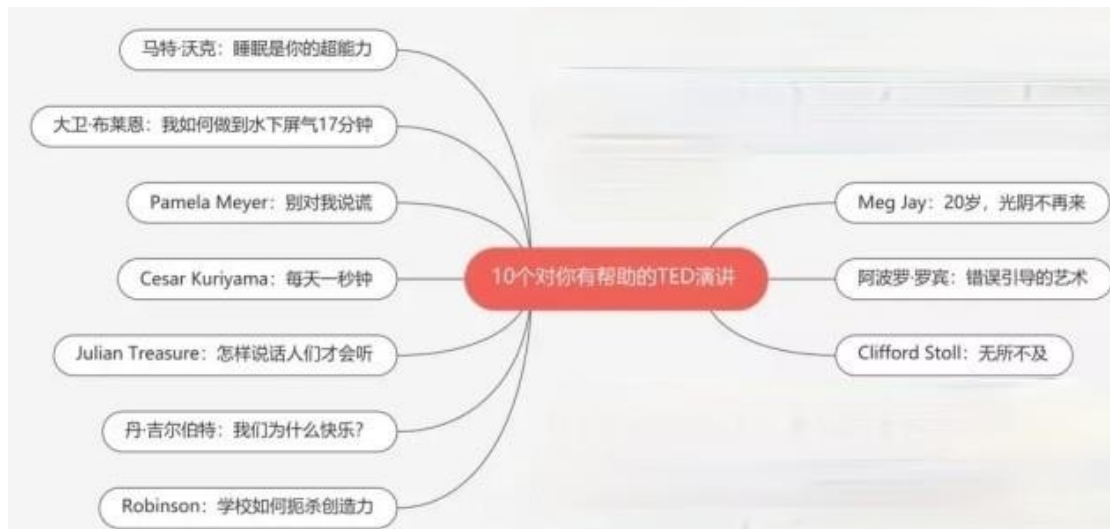 马特·沃克：睡眠是你的超能力
大卫·布莱恩：我如何做到水下屏气17分钟
Pamela Meyer：别对我说谎
Cesar Kuriyama：每天一秒钟
Julian Treasure：怎样说话人们才会听
丹·吉尔伯特：我们为什么快乐？
Robinson：学校如何扼杀创造力
10个对你有帮助的TED演讲
Meg Jay：20岁，光阴不再来
阿波罗·罗宾：错误引导的艺术
Clifford Stoll：无所不及